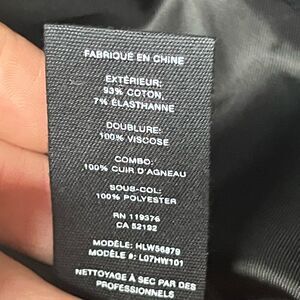 FABRIQUÉ EN CHINE
EXTÉRIEUR:
93% COTON,
7% ÉLASTHANNE
DOUBLURE:
100% VISCOSE
COMBO:
100% CUIR D'AGNEAU
SOUS-COL:
100% POLYESTER
RN 119376
CA 52192
MODÈLE: HLW56879
MODÈLE #: L07HW101
NETTOYAGE À SEC PAR DES
PROFESSIONNELS